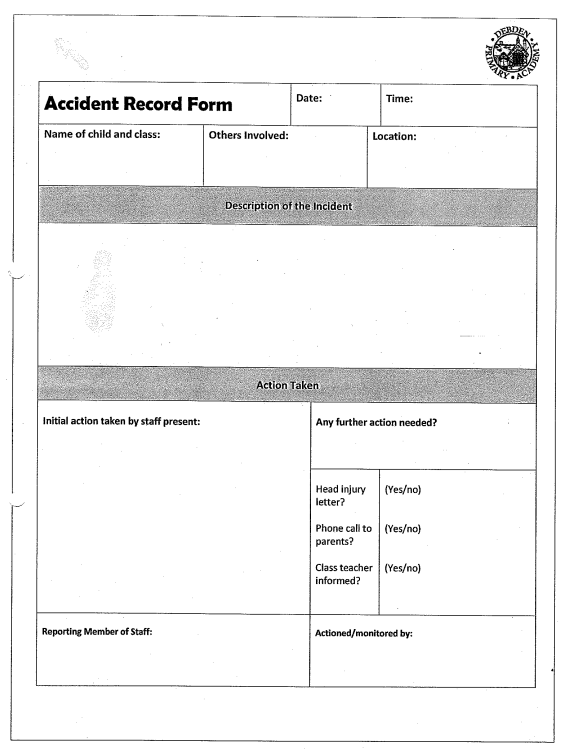 DEBDEN
PRIMARY • ACADEMY
Accident Record Form
Date:
Time:
Name of child and class:
Others Involved:
Location:
Description of the Incident
Action Taken
Initial action taken by staff present:
Any further action needed?
Head injury
letter?
(Yes/no)
Phone call to
parents?
(Yes/no)
Class teacher
informed?
(Yes/no)
Reporting Member of Staff:
Actioned/monitored by: